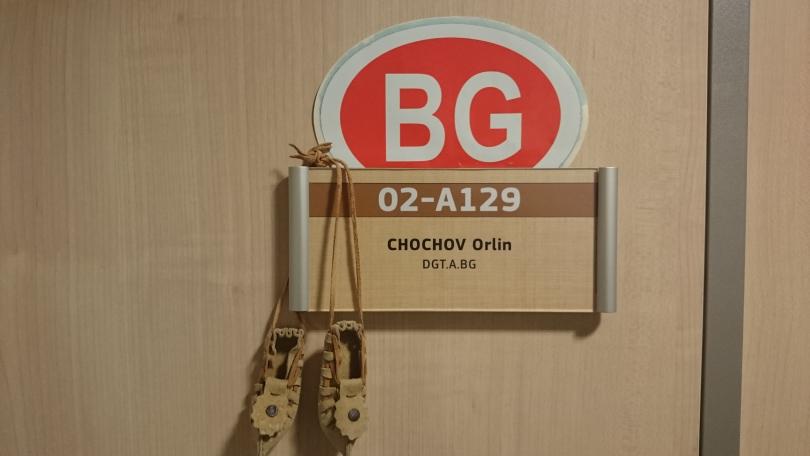 BG
02-A129
CHOCHOV Orlin
DGT.A.BG